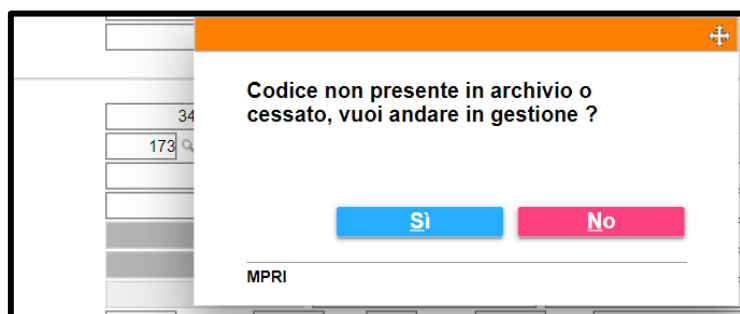 Codice non presente in archivio o
cessato, vuoi andare in gestione ?
34
173
Sì
No
MPRI